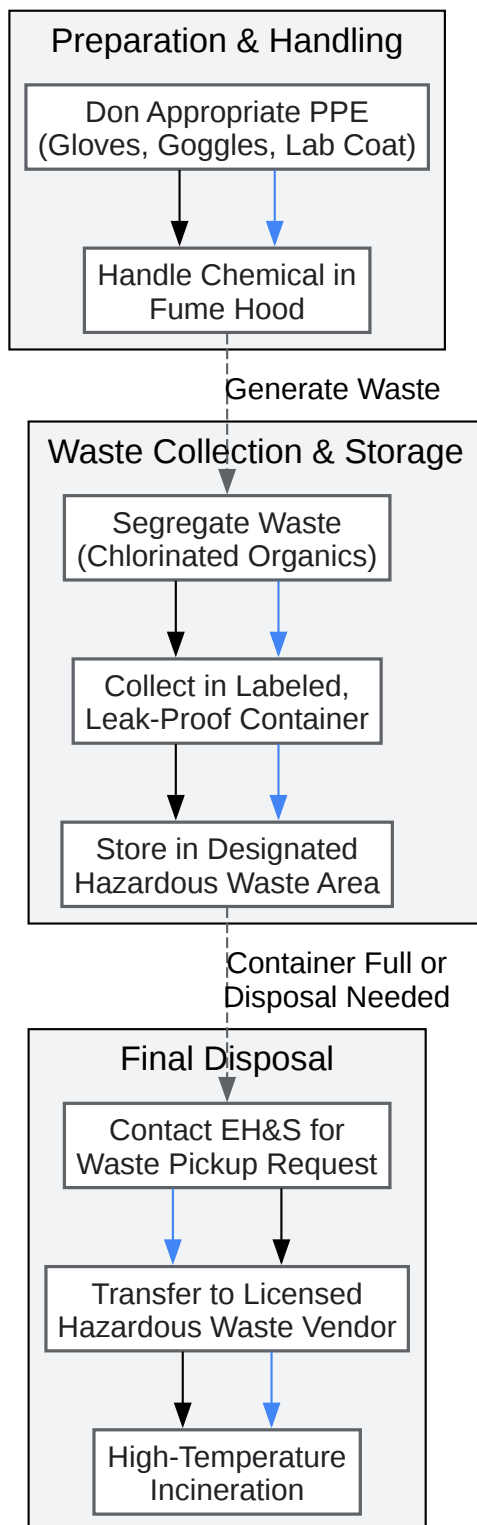 Preparation & Handling
Don Appropriate PPE
(Gloves, Goggles, Lab Coat)
Handle Chemical in
Fume Hood
Generate Waste
Waste Collection & Storage
Segregate Waste
(Chlorinated Organics)
Collect in Labeled,
Leak-Proof Container
Store in Designated
Hazardous Waste Area
Container Full or
Disposal Needed
Final Disposal
Contact EH&S for
Waste Pickup Request
Transfer to Licensed
Hazardous Waste Vendor
High-Temperature
Incineration